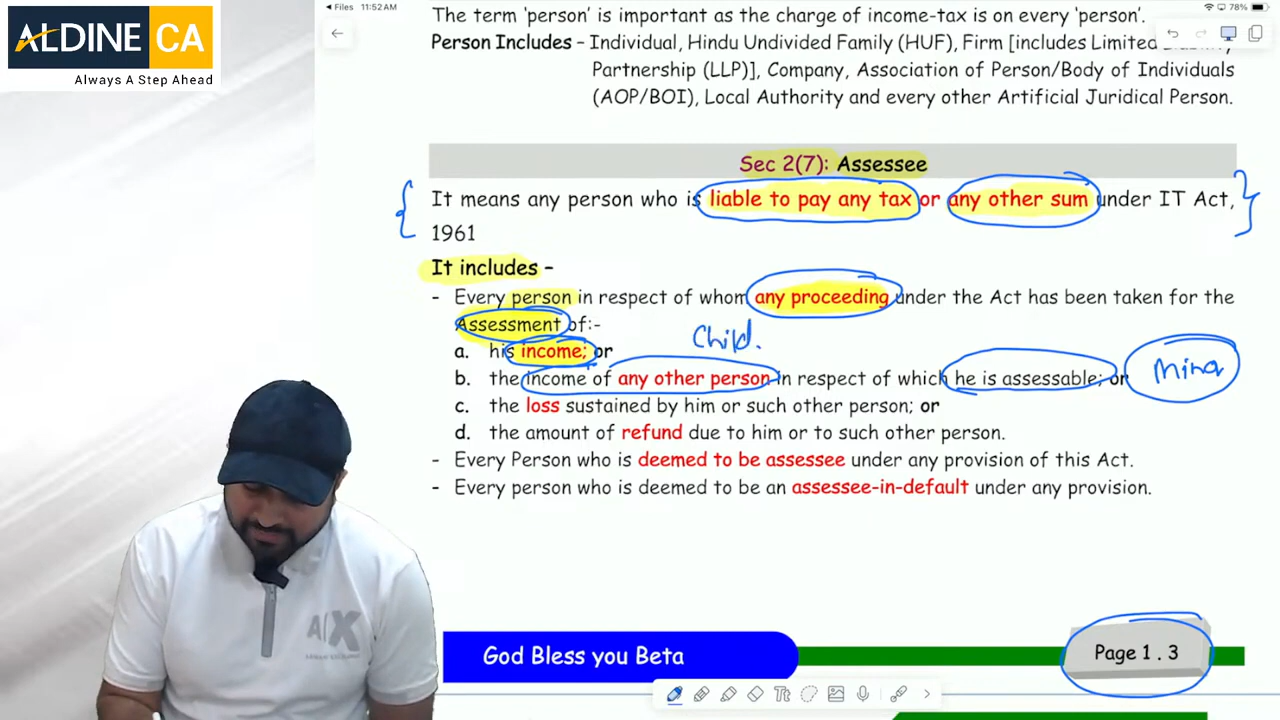 Files 11:52 AM
78%
ALDINE CA
Always A Step Ahead
The term 'person' is important as the charge of income-tax is on every 'person'.
Person Includes – Individual, Hindu Undivided Family (HUF), Firm [includes Limited Liability
Partnership (LLP)], Company, Association of Person/Body of Individuals
(AOP/BOI), Local Authority and every other Artificial Juridical Person.
Sec 2(7): Assessee
It means any person who is liable to pay any tax or any other sum under IT Act,
1961
It includes –
- Every person in respect of whom any proceeding under the Act has been taken for the
Assessment of:-
Child.
a. his income; or
b. the income of any other person in respect of which he is assessable; or
c. the loss sustained by him or such other person; or
d. the amount of refund due to him or to such other person.
- Every Person who is deemed to be assessee under any provision of this Act.
- Every person who is deemed to be an assessee-in-default under any provision.
God Bless you Beta
Page 1 . 3
Tt